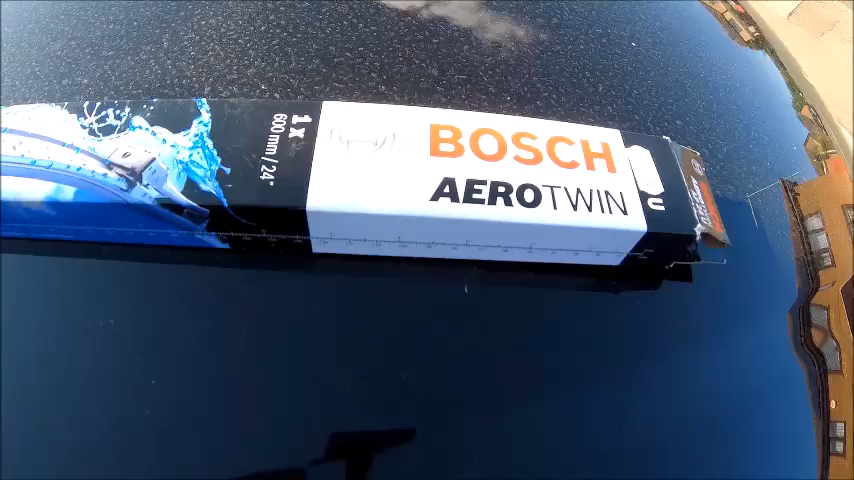 BOSCH
AEROTWIN
1 x
600 mm / 24"
U